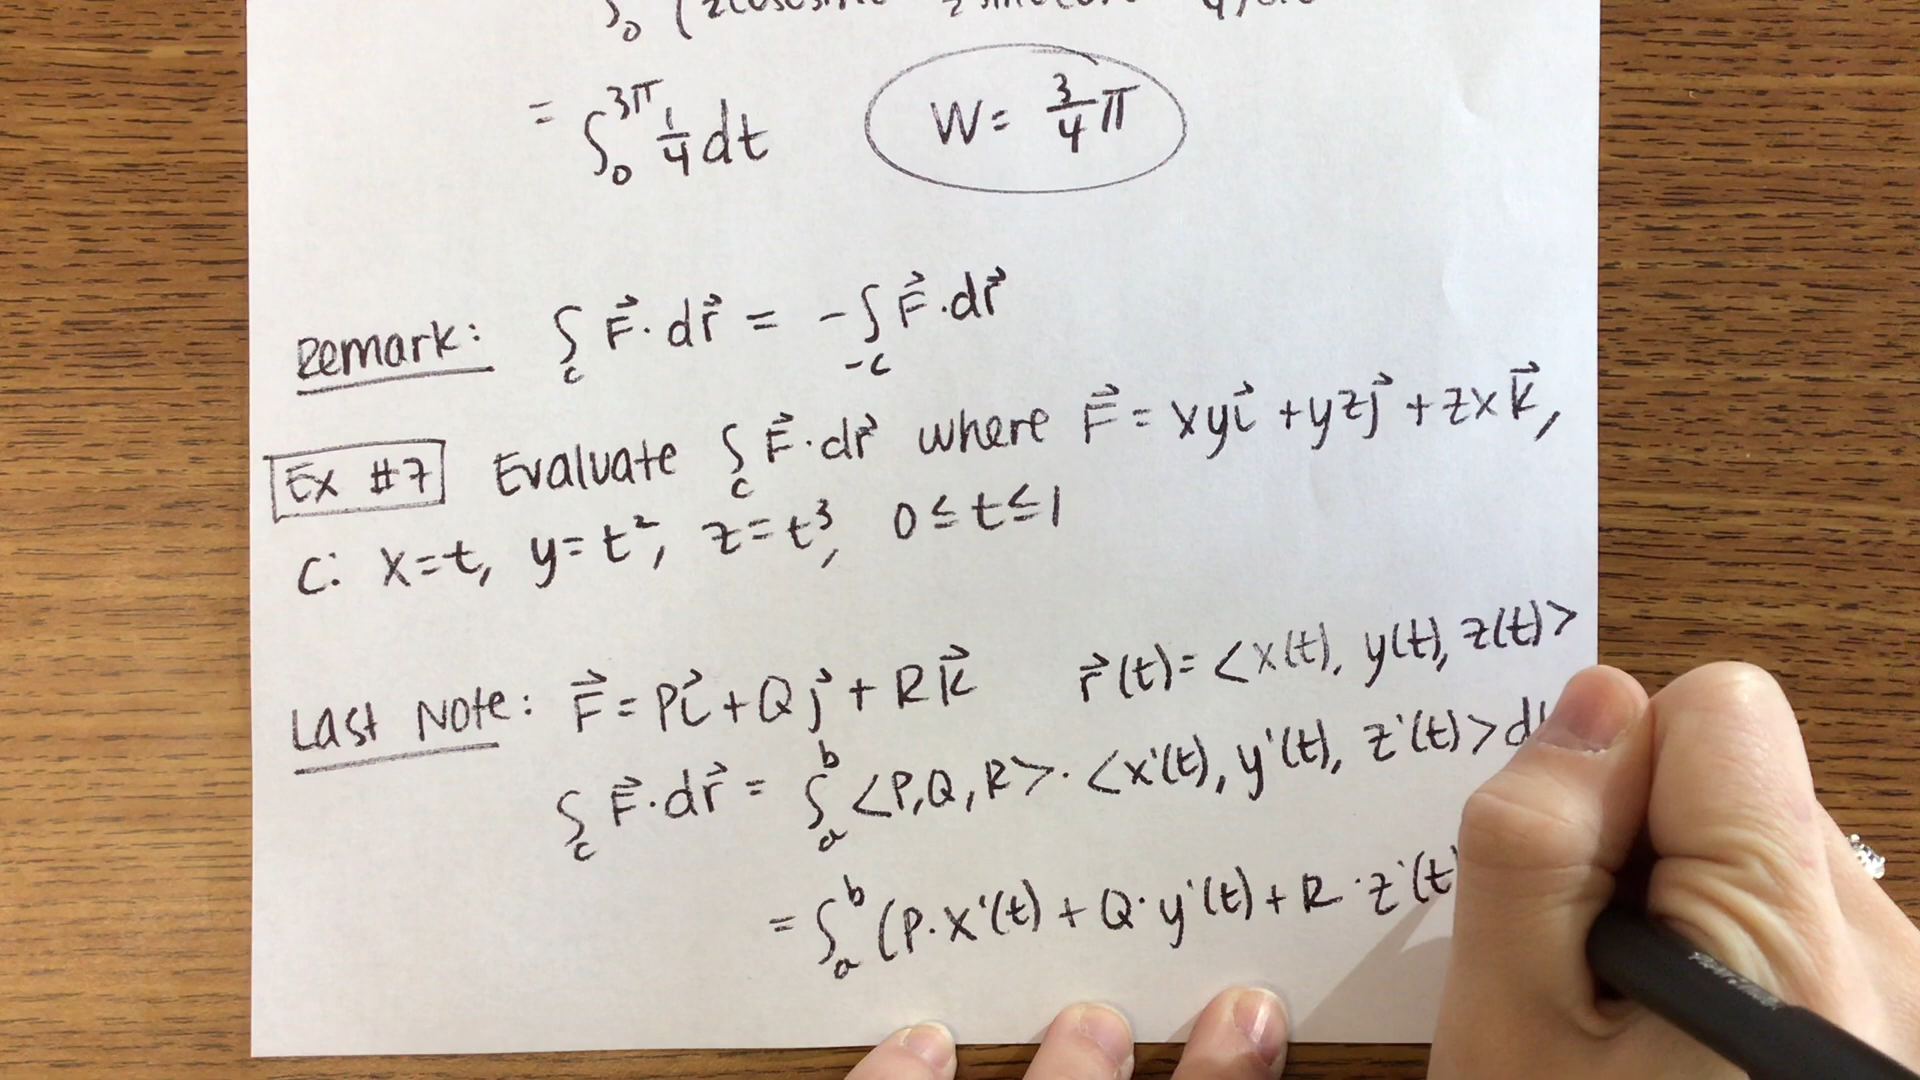 = ∫₀^3π 1/4 dt   W = 3/4 π
Remark: ∫_c F⃗ · dr⃗ = -∫_-c F⃗ · dr⃗
Ex #7 Evaluate ∫_c F⃗ · dr⃗ where F⃗ = xyi⃗ + yzj⃗ + zxk⃗,
C: x=t, y=t², z=t³, 0≤t≤1
Last Note: F⃗ = Pi⃗ + Qj⃗ + Rk⃗   r⃗(t) = <x(t), y(t), z(t)>
∫_c F⃗ · dr⃗ = ∫_a^b <P,Q,R> · <x'(t), y'(t), z'(t)> d
= ∫_a^b (P·x'(t) + Q·y'(t) + R·z'(t